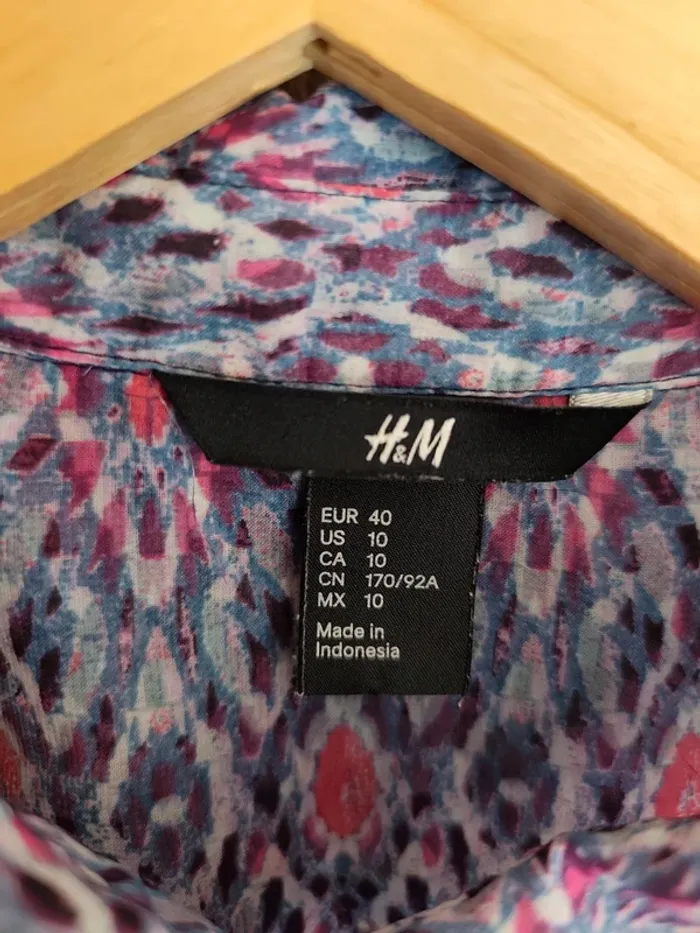 H&M
EUR 40
US 10
CA 10
CN 170/92A
MX 10
Made in
Indonesia